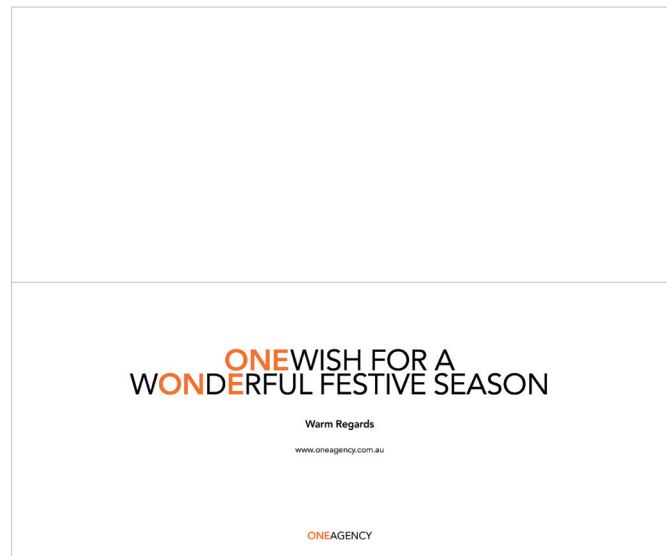 ONEWISH FOR A
WONDERFUL FESTIVE SEASON
Warm Regards
www.oneagency.com.au
ONEAGENCY